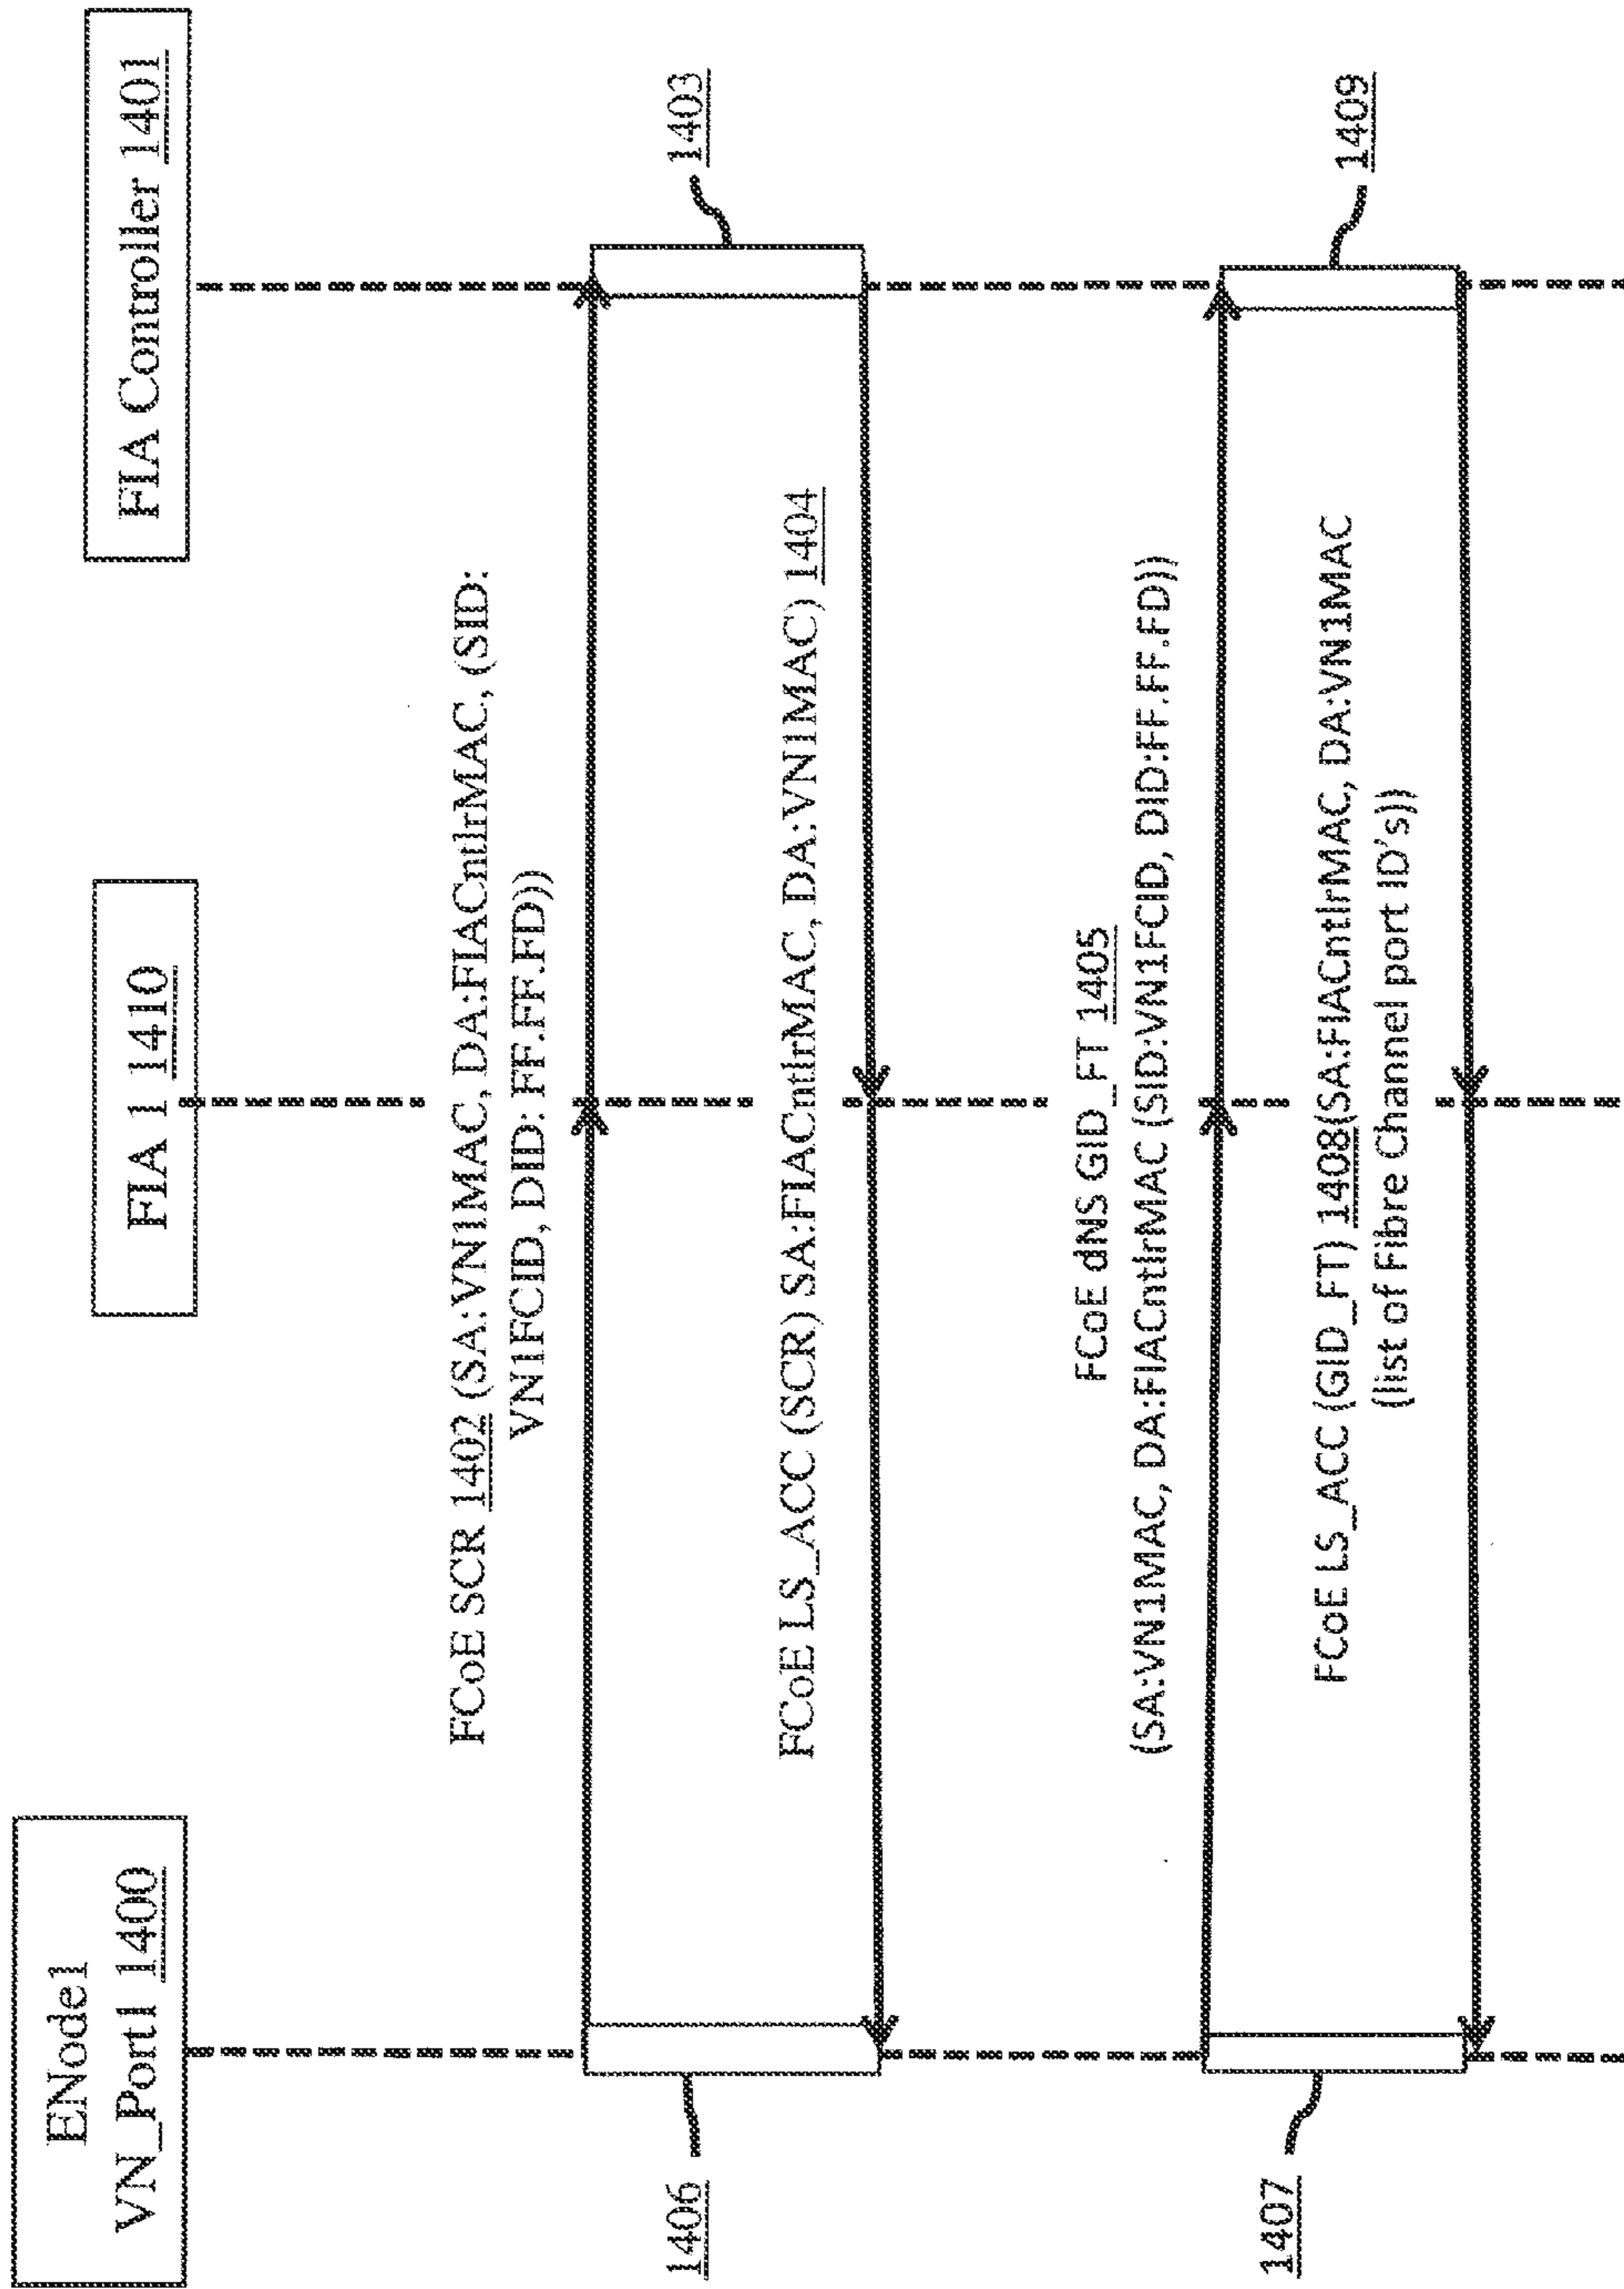 ENode1
VN_Port1 1400
FIA 1 1410
FIA Controller 1401
FCoE SCR 1402 (SA:VN1MAC, DA:FIACntlrMAC, (SID:
VN1FCID, DID: FF.FF.FD))
1406
1403
FCoE LS_ACC (SCR) SA:FIACntlrMAC, DA:VN1MAC) 1404
FCoE dNS GID_FT 1405
(SA:VN1MAC, DA:FIACntlrMAC (SID:VN1FCID, DID:FF.FF.FD))
1407
1409
FCoE LS_ACC (GID_FT) 1408(SA:FIACntlrMAC, DA:VN1MAC
(list of Fibre Channel port ID's))